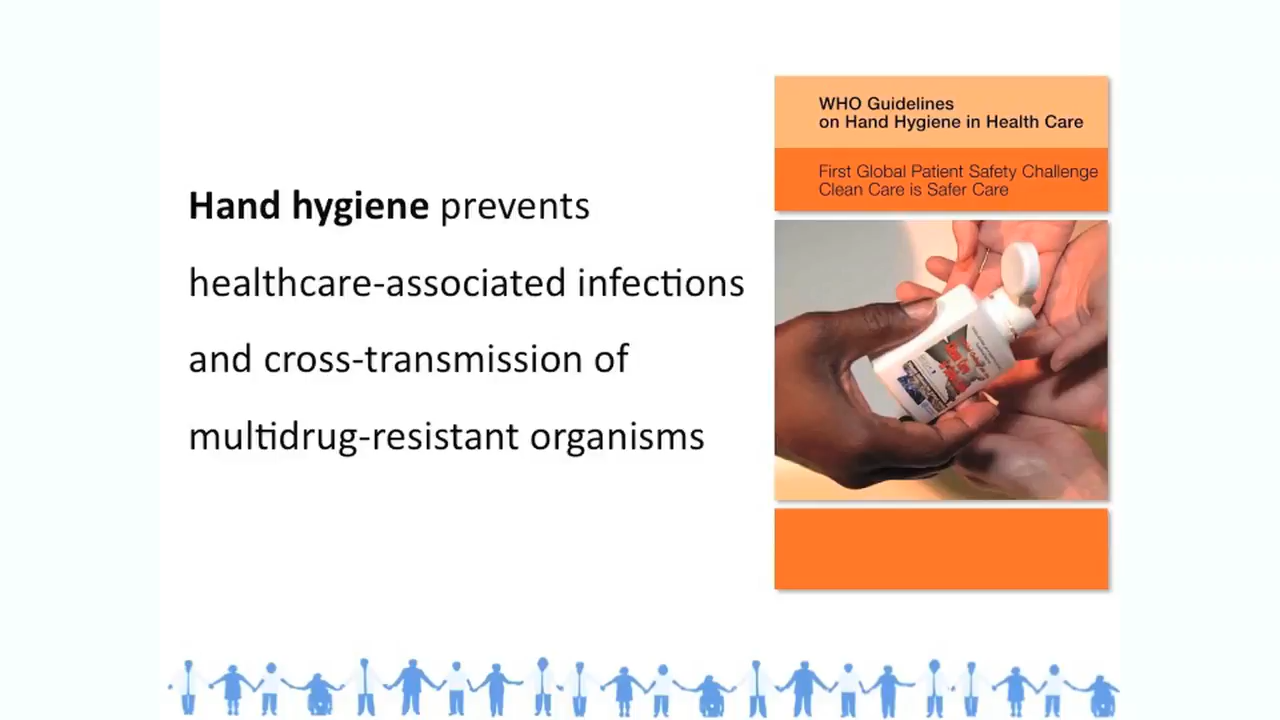 Hand hygiene prevents
healthcare-associated infections
and cross-transmission of
multidrug-resistant organisms
WHO Guidelines
on Hand Hygiene in Health Care
First Global Patient Safety Challenge
Clean Care is Safer Care